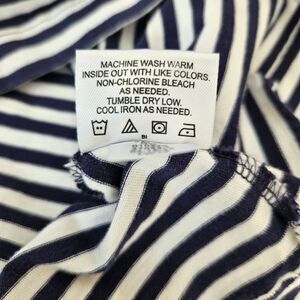 MACHINE WASH WARM
INSIDE OUT WITH LIKE COLORS.
NON-CHLORINE BLEACH
AS NEEDED.
TUMBLE DRY LOW.
COOL IRON AS NEEDED.